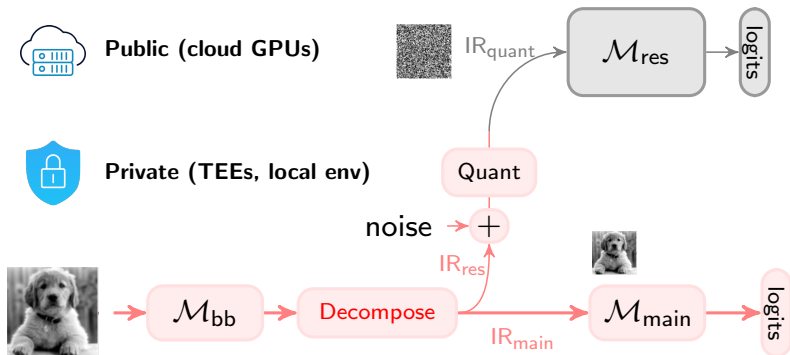 Public (cloud GPUs)
IR_quant
M_res
logits
Private (TEEs, local env)
Quant
noise
+
IR_res
M_bb
Decompose
IR_main
M_main
logits